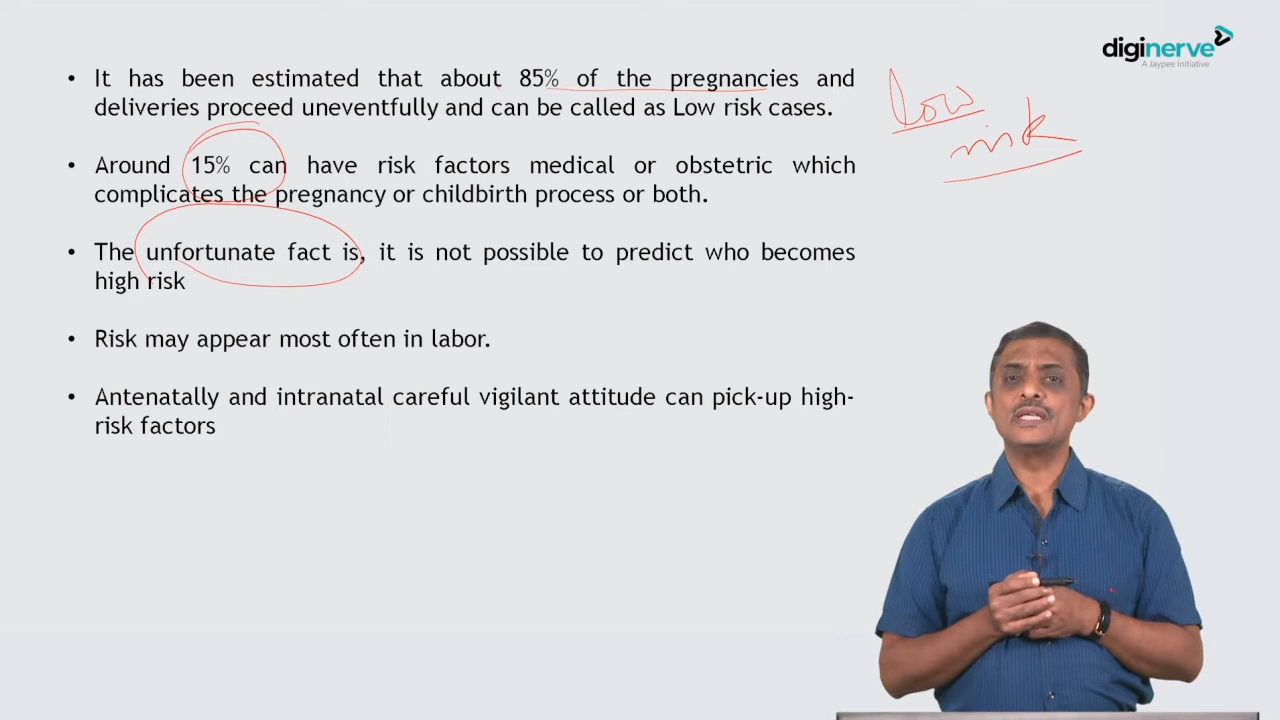 diginerve
A Jaypee Initiative
• It has been estimated that about 85% of the pregnancies and
deliveries proceed uneventfully and can be called as Low risk cases.
low
risk
• Around 15% can have risk factors medical or obstetric which
complicates the pregnancy or childbirth process or both.
• The unfortunate fact is, it is not possible to predict who becomes
high risk
• Risk may appear most often in labor.
• Antenatally and intranatal careful vigilant attitude can pick-up high-
risk factors